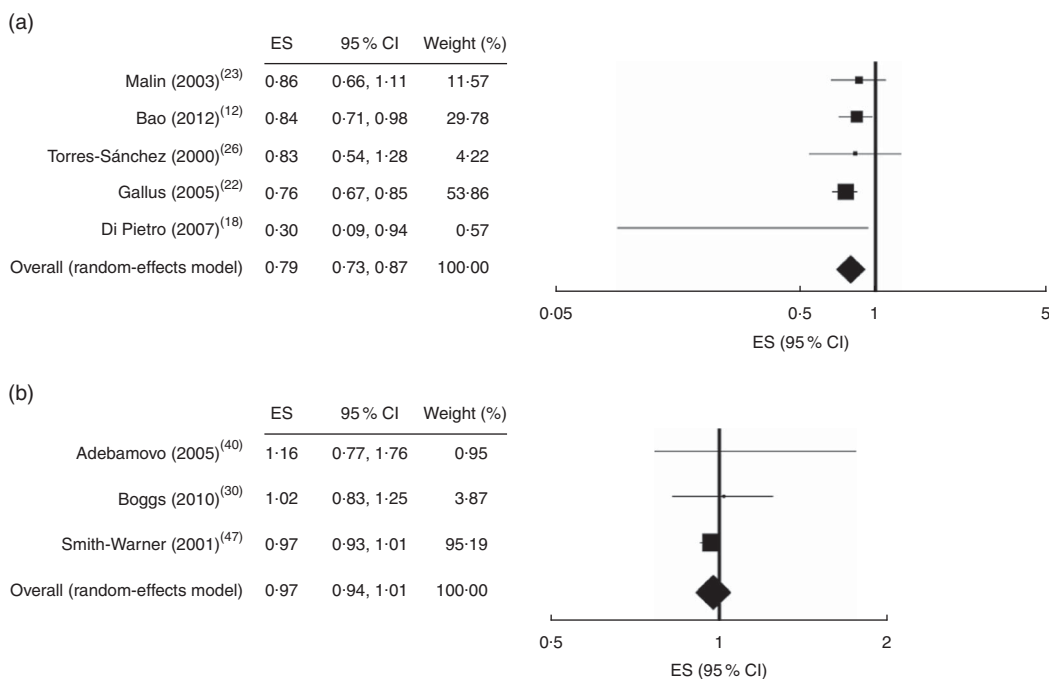 (a)
ES 95 % CI Weight (%)
Malin (2003)(23) 0·86 0·66, 1·11 11·57
Bao (2012)(12) 0·84 0·71, 0·98 29·78
Torres-Sánchez (2000)(26) 0·83 0·54, 1·28 4·22
Gallus (2005)(22) 0·76 0·67, 0·85 53·86
Di Pietro (2007)(18) 0·30 0·09, 0·94 0·57
Overall (random-effects model) 0·79 0·73, 0·87 100·00
0·05 0·5 1 5
ES (95 % CI)
(b)
ES 95 % CI Weight (%)
Adebamovo (2005)(40) 1·16 0·77, 1·76 0·95
Boggs (2010)(30) 1·02 0·83, 1·25 3·87
Smith-Warner (2001)(47) 0·97 0·93, 1·01 95·19
Overall (random-effects model) 0·97 0·94, 1·01 100·00
0·5 1 2
ES (95 % CI)